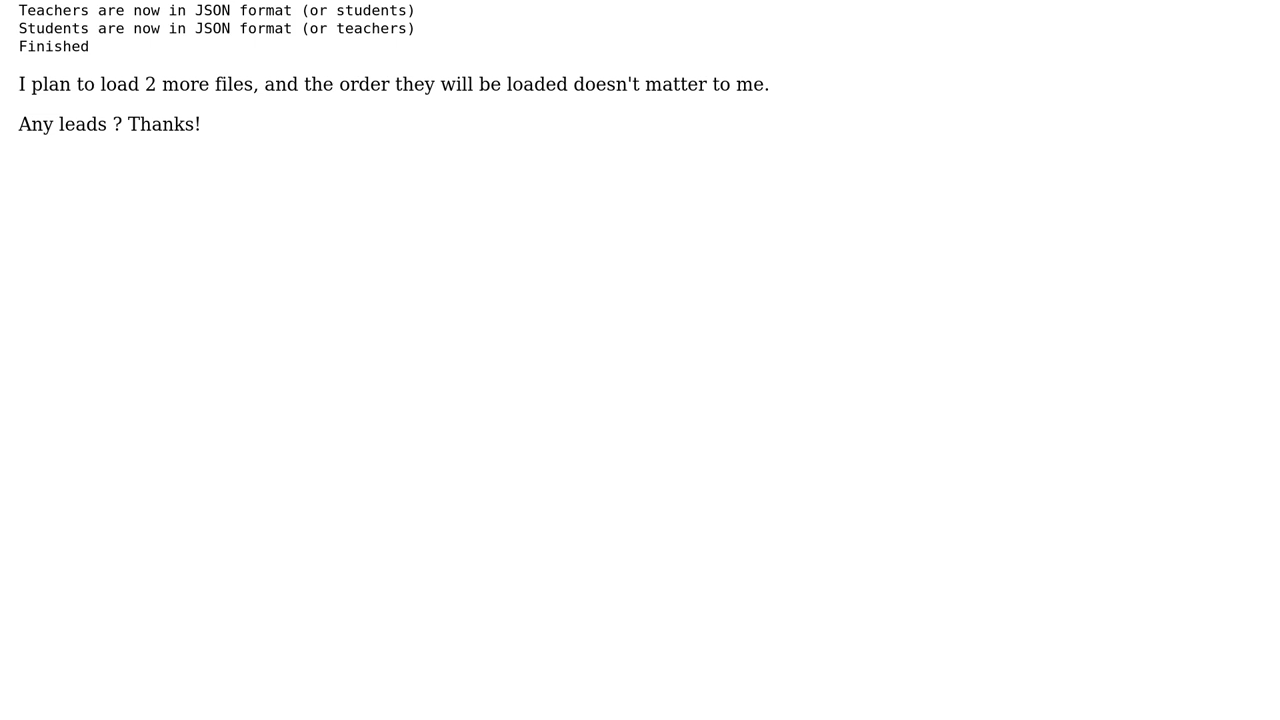 Teachers are now in JSON format (or students)
Students are now in JSON format (or teachers)
Finished
I plan to load 2 more files, and the order they will be loaded doesn't matter to me.
Any leads ? Thanks!